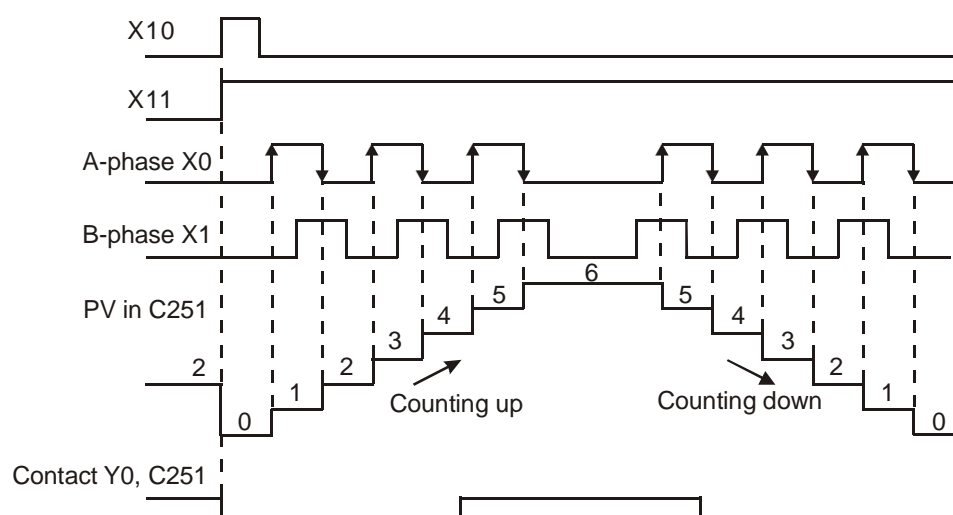 X10
X11
A-phase X0
B-phase X1
PV in C251
2
0
1
2
3
4
5
6
5
4
3
2
1
0
Counting up
Counting down
Contact Y0, C251